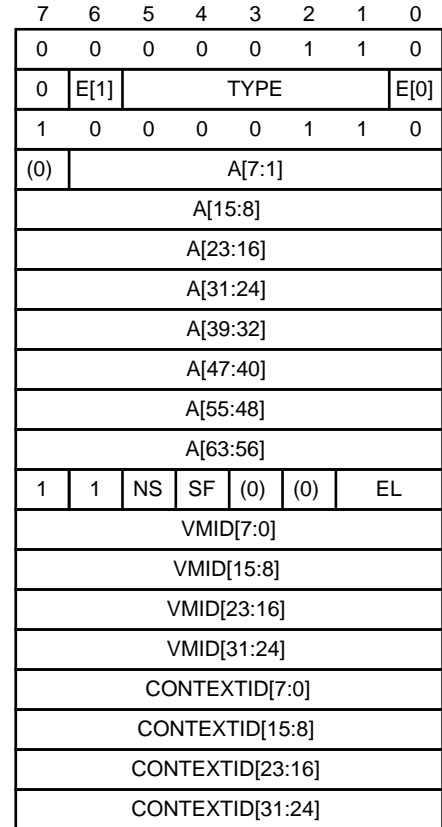 7 6 5 4 3 2 1 0
0 0 0 0 0 1 1 0
0 E[1] TYPE E[0]
1 0 0 0 0 1 1 0
(0) A[7:1]
A[15:8]
A[23:16]
A[31:24]
A[39:32]
A[47:40]
A[55:48]
A[63:56]
1 1 NS SF (0) (0) EL
VMID[7:0]
VMID[15:8]
VMID[23:16]
VMID[31:24]
CONTEXTID[7:0]
CONTEXTID[15:8]
CONTEXTID[23:16]
CONTEXTID[31:24]